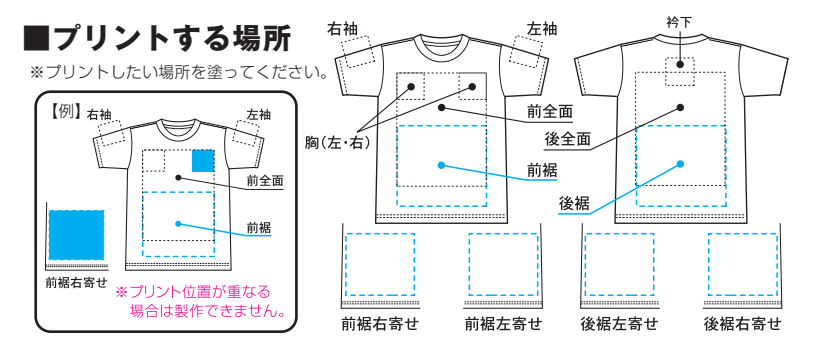 ■プリントする場所
※プリントしたい場所を塗ってください。
【例】
右袖
左袖
前全面
前裾
前裾右寄せ
※プリント位置が重なる
場合は製作できません。
右袖
左袖
胸(左・右)
前全面
前裾
前裾右寄せ
前裾左寄せ
衿下
後全面
後裾
後裾左寄せ
後裾右寄せ